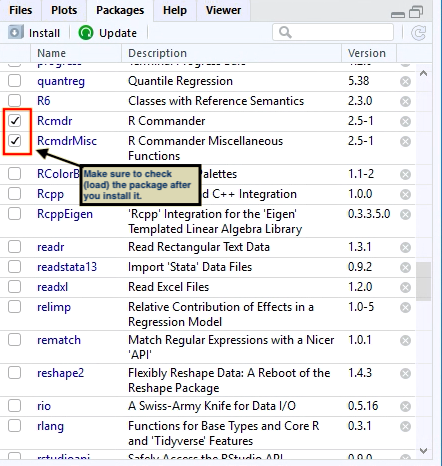 Files Plots Packages Help Viewer
Install Update
Name Description Version
quantreg Quantile Regression 5.38
R6 Classes with Reference Semantics 2.3.0
Rcmdr R Commander 2.5-1
RcmdrMisc R Commander Miscellaneous 2.5-1
Functions
Make sure to check
(load) the package after
you install it.
RColorB Palettes 1.1-2
Rcpp d C++ Integration 1.0.0
RcppEigen 'Rcpp' Integration for the 'Eigen' 0.3.3.5.0
Templated Linear Algebra Library
readr Read Rectangular Text Data 1.3.1
readstata13 Import 'Stata' Data Files 0.9.2
readxl Read Excel Files 1.2.0
relimp Relative Contribution of Effects in a 1.0-5
Regression Model
rematch Match Regular Expressions with a Nicer 1.0.1
'API'
reshape2 Flexibly Reshape Data: A Reboot of the 1.4.3
Reshape Package
rio A Swiss-Army Knife for Data I/O 0.5.16
rlang Functions for Base Types and Core R 0.3.1
and 'Tidyverse' Features
rstudioapi Safely Access the RStudio API 0.9.0